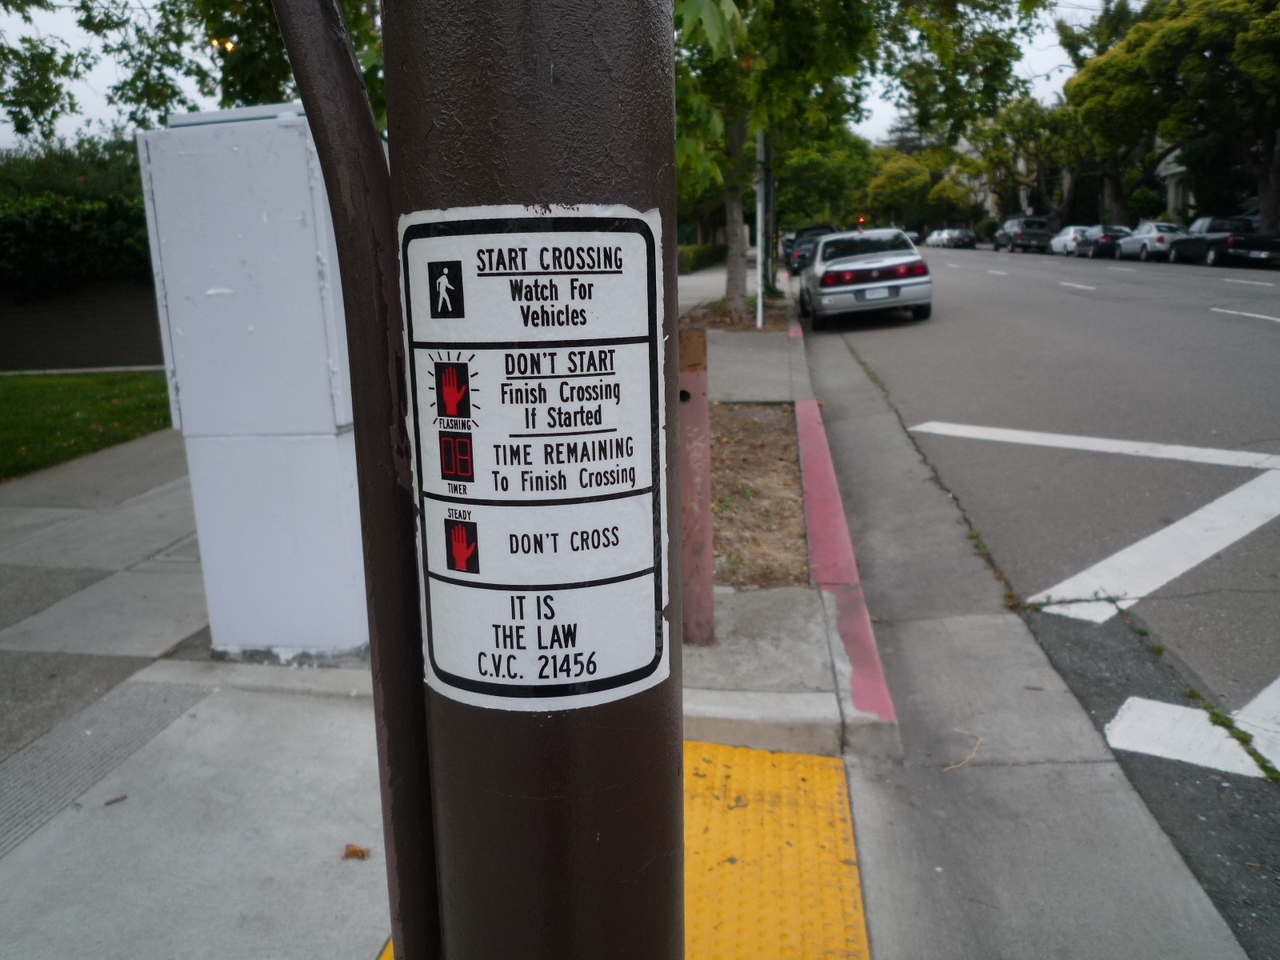 START CROSSING
Watch For
Vehicles
DON'T START
Finish Crossing
If Started
FLASHING
TIME REMAINING
To Finish Crossing
08
TIMER
STEADY
DON'T CROSS
IT IS
THE LAW
C.V.C. 21456